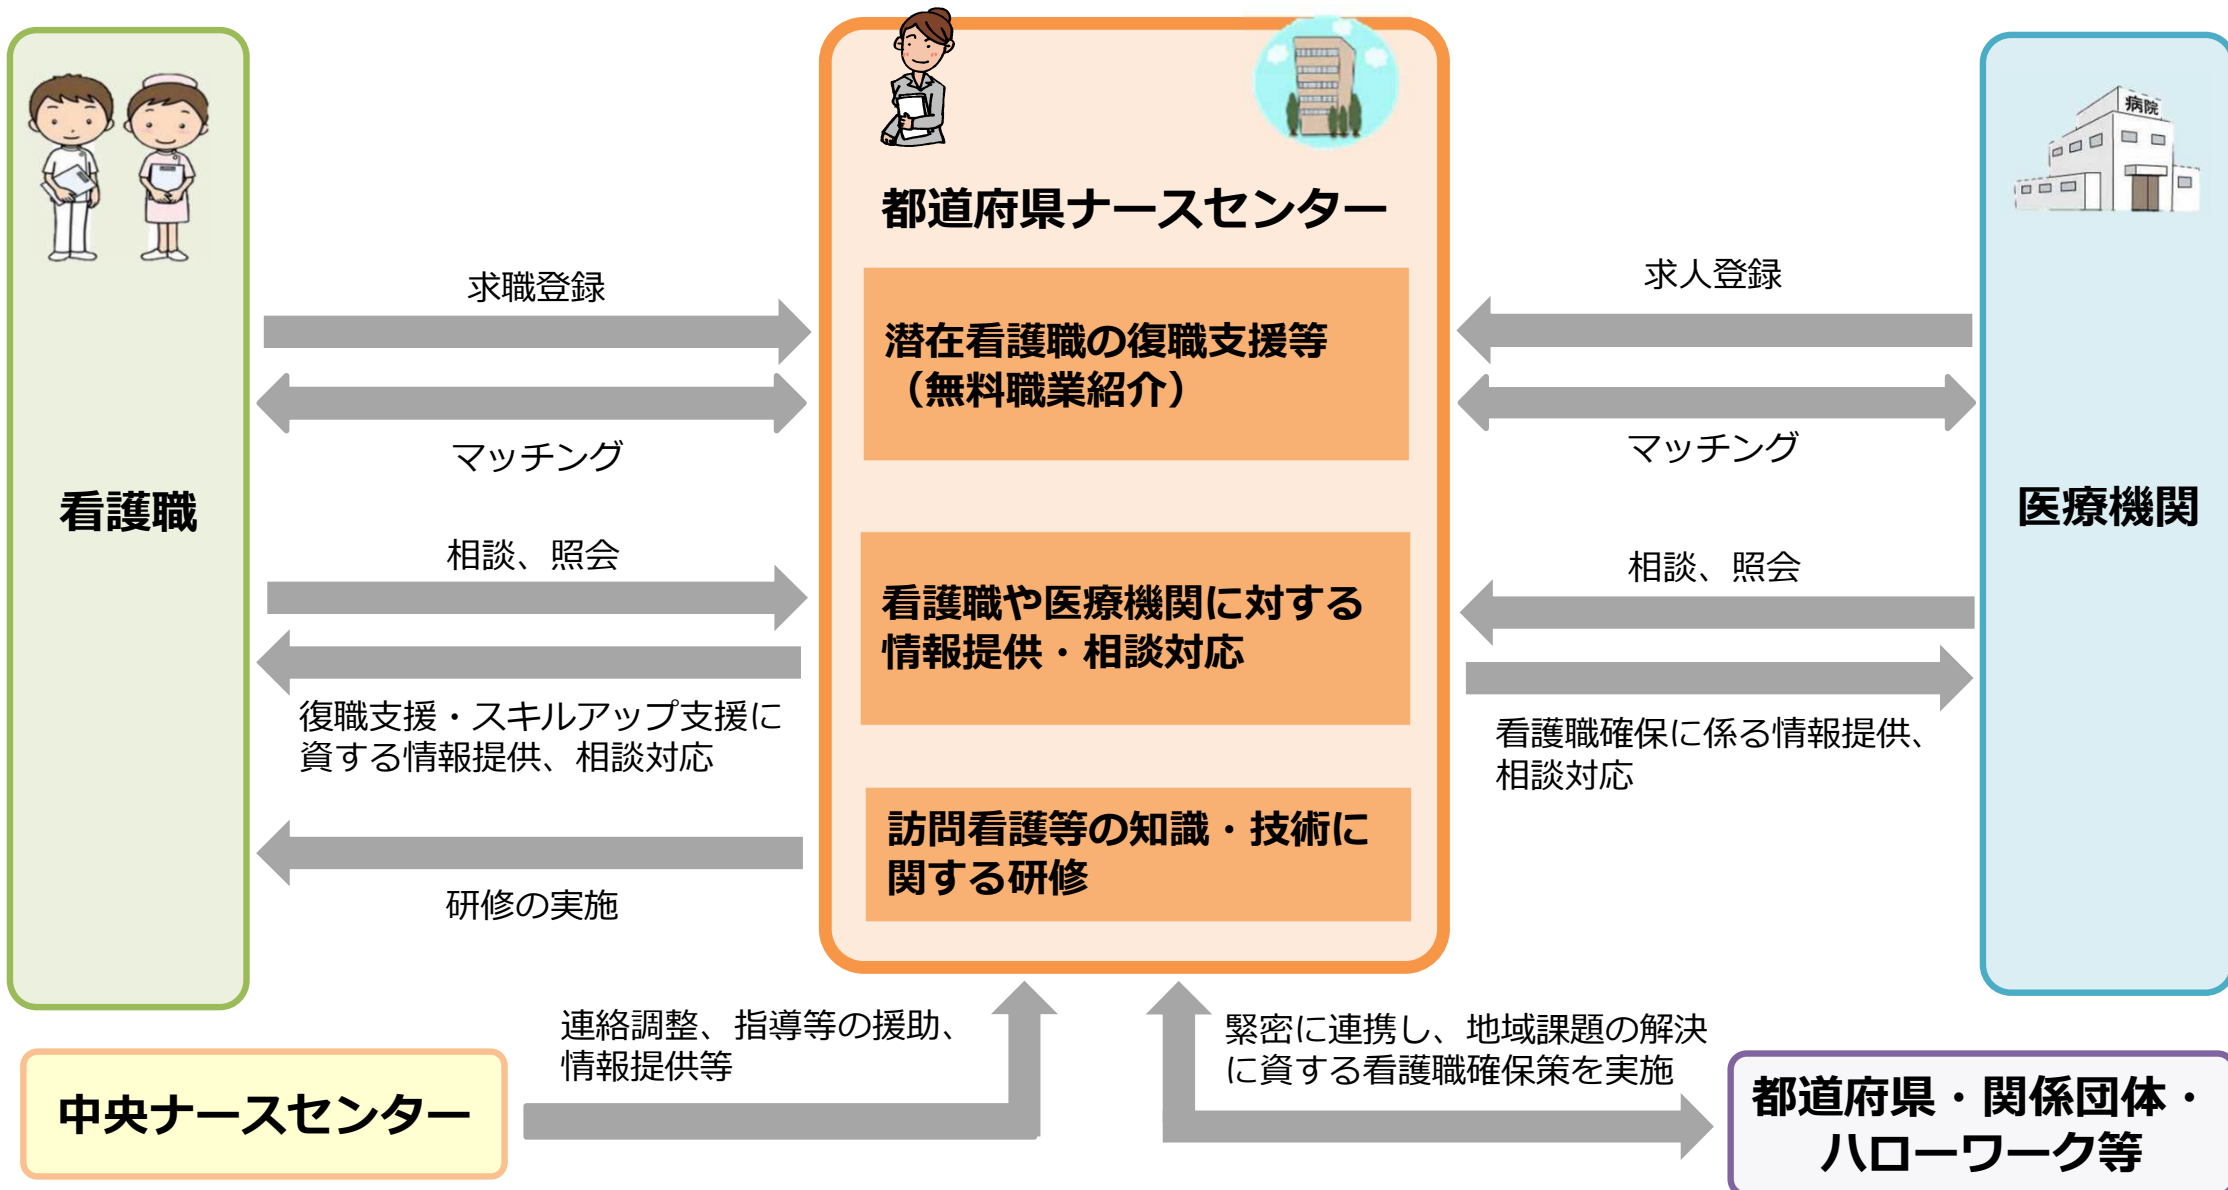 病院
都道府県ナースセンター
求職登録
求人登録
潜在看護職の復職支援等
（無料職業紹介）
マッチング
マッチング
看護職
医療機関
相談、照会
相談、照会
看護職や医療機関に対する
情報提供・相談対応
復職支援・スキルアップ支援に
資する情報提供、相談対応
看護職確保に係る情報提供、
相談対応
訪問看護等の知識・技術に
関する研修
研修の実施
連絡調整、指導等の援助、
情報提供等
緊密に連携し、地域課題の解決
に資する看護職確保策を実施
中央ナースセンター
都道府県・関係団体・
ハローワーク等